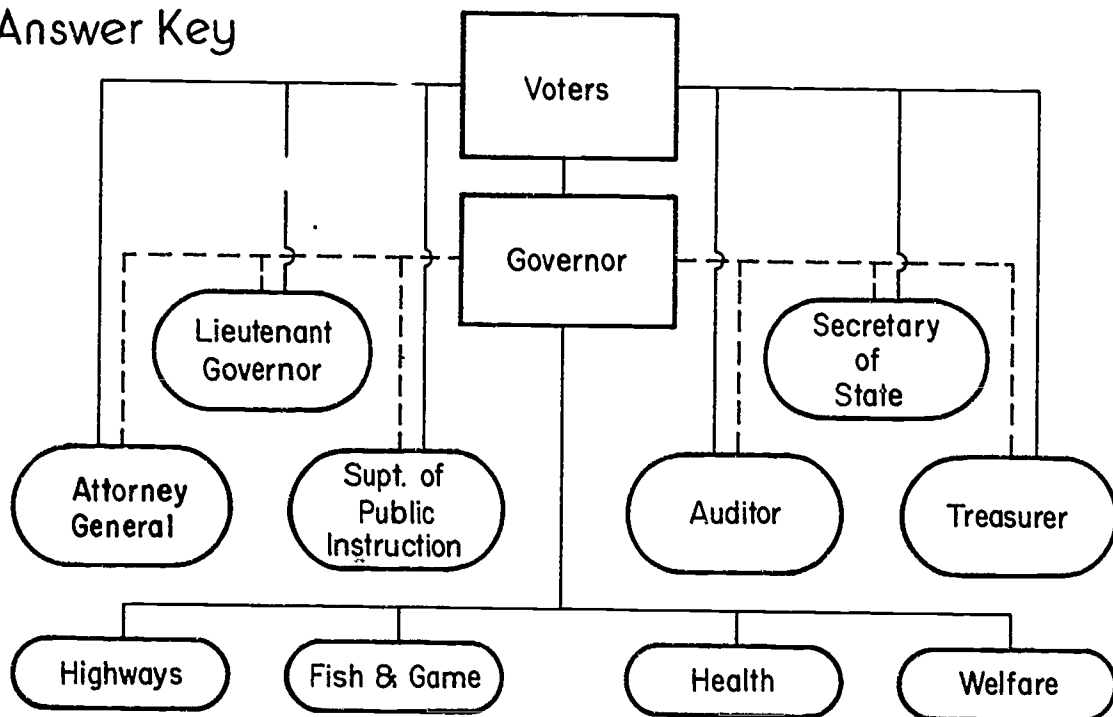 Answer Key
Voters
Governor
Lieutenant
Governor
Secretary
of
State
Attorney
General
Supt. of
Public
Instruction
Auditor
Treasurer
Highways
Fish & Game
Health
Welfare